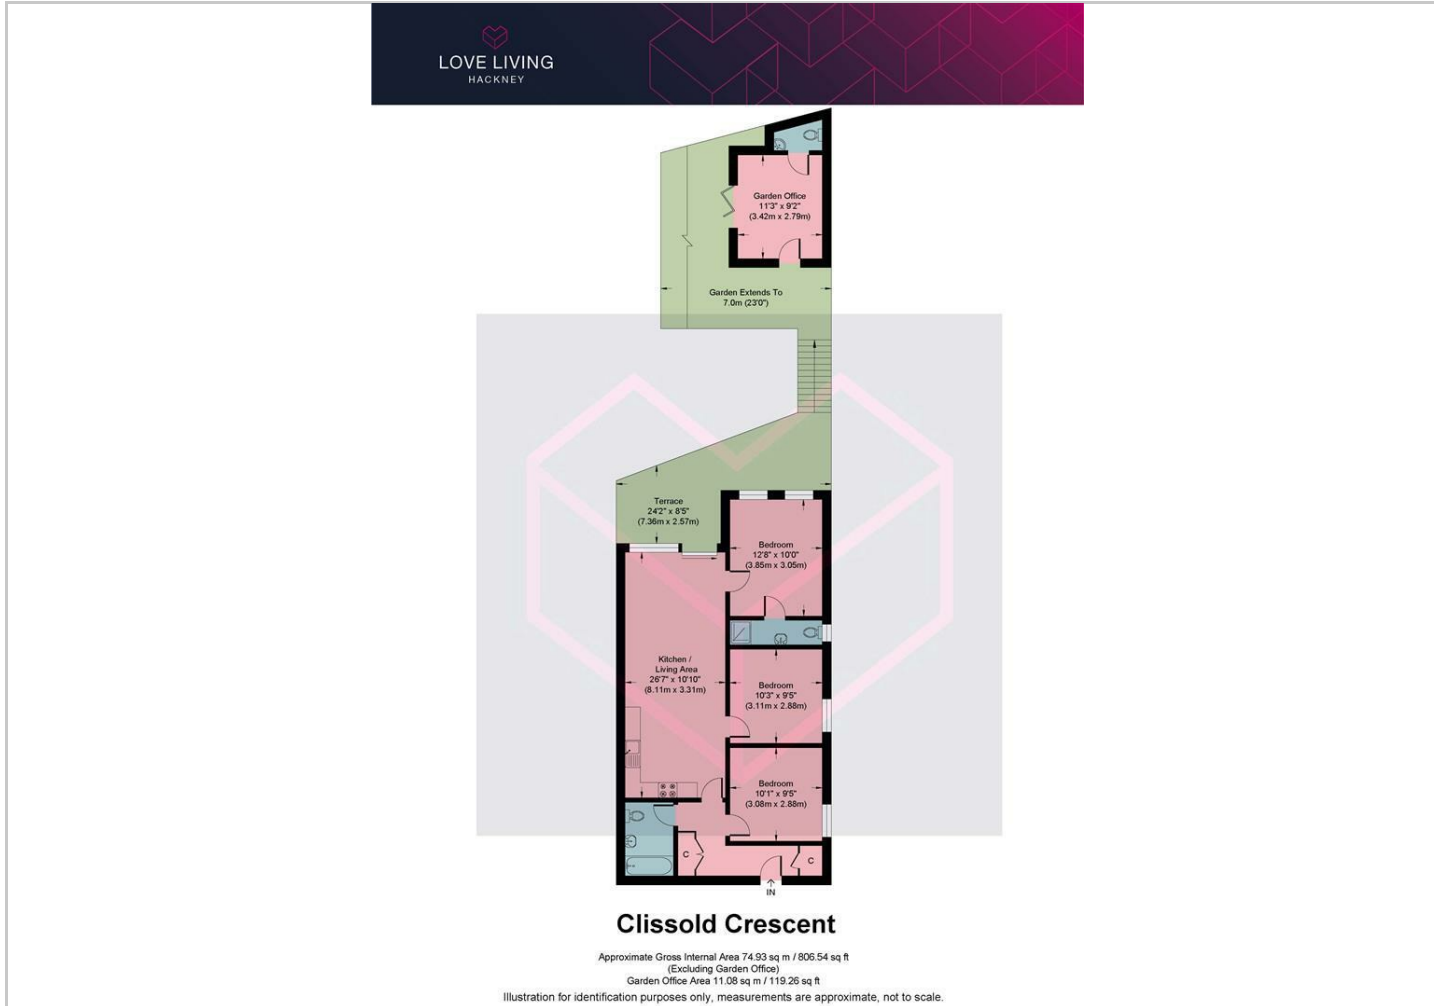 LOVE LIVING
HACKNEY
Garden Office
11'3" x 9'2"
(3.42m x 2.79m)
Garden Extends To
7.0m (23'0")
Terrace
24'2" x 8'5"
(7.36m x 2.57m)
Bedroom
12'8" x 10'0"
(3.85m x 3.05m)
Kitchen /
Living Area
26'7" x 10'10"
(8.11m x 3.31m)
Bedroom
10'3" x 9'5"
(3.11m x 2.88m)
Bedroom
10'1" x 9'5"
(3.08m x 2.88m)
C
C
IN
Clissold Crescent
Approximate Gross Internal Area 74.93 sq m / 806.54 sq ft
(Excluding Garden Office)
Garden Office Area 11.08 sq m / 119.26 sq ft
Illustration for identification purposes only, measurements are approximate, not to scale.